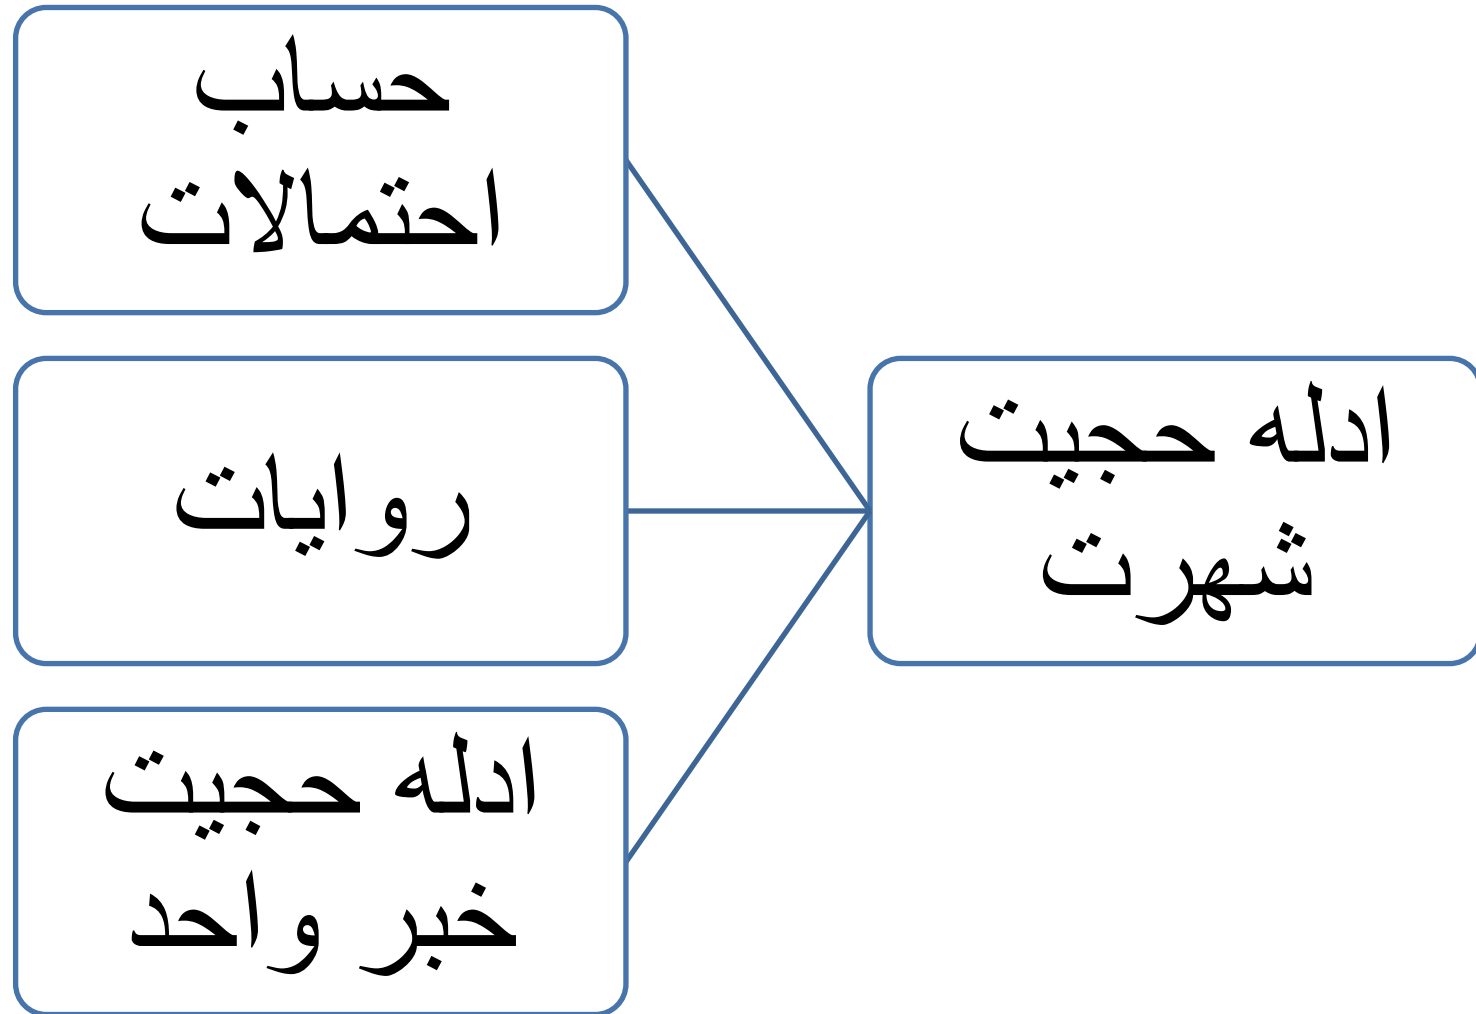 ادله حجیت
شهرت
حساب
احتمالات
روایات
ادله حجیت
خبر واحد